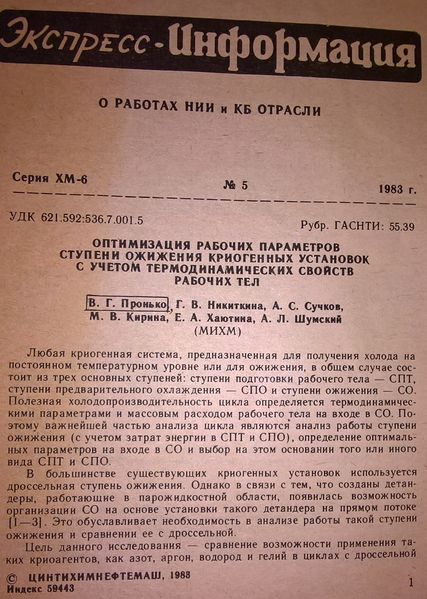 Экспресс-Информация
О РАБОТАХ НИИ и КБ ОТРАСЛИ
Серия ХМ-6 № 5 1983 г.
УДК 621.592:536.7.001.5 Рубр. ГАСНТИ: 55.39
ОПТИМИЗАЦИЯ РАБОЧИХ ПАРАМЕТРОВ
СТУПЕНИ ОЖИЖЕНИЯ КРИОГЕННЫХ УСТАНОВОК
С УЧЕТОМ ТЕРМОДИНАМИЧЕСКИХ СВОЙСТВ
РАБОЧИХ ТЕЛ
В. Г. Пронько, Г. В. Никиткина, А. С. Сучков,
М. В. Кирина, Е. А. Хаютина, А. Л. Шумский
(МИХМ)
Любая криогенная система, предназначенная для получения холода на
постоянном температурном уровне или для ожижения, в общем случае сос-
тоит из трех основных ступеней: ступени подготовки рабочего тела — СПТ,
ступени предварительного охлаждения — СПО и ступени ожижения — СО.
Полезная холодопроизводительность цикла определяется термодинамичес-
кими параметрами и массовым расходом рабочего тела на входе в СО. По-
этому важнейшей частью анализа цикла являются анализ работы ступени
ожижения (с учетом затрат энергии в СПТ и СПО), определение оптималь-
ных параметров на входе в СО и выбор на этом основании того или иного
вида СПТ и СПО.
В большинстве существующих криогенных установок используется
дроссельная ступень ожижения. Однако в связи с тем, что созданы детан-
деры, работающие в парожидкостной области, появилась возможность
организации СО на основе установки такого детандера на прямом потоке
[1—3]. Это обуславливает необходимость в анализе работы такой ступени
ожижения и сравнении ее с дроссельной.
Цель данного исследования — сравнение возможности применения та-
ких криоагентов, как азот, аргон, водород и гелий в циклах с дроссельной
© ЦИНТИХИМНЕФТЕМАШ, 1983
Индекс 59443 1